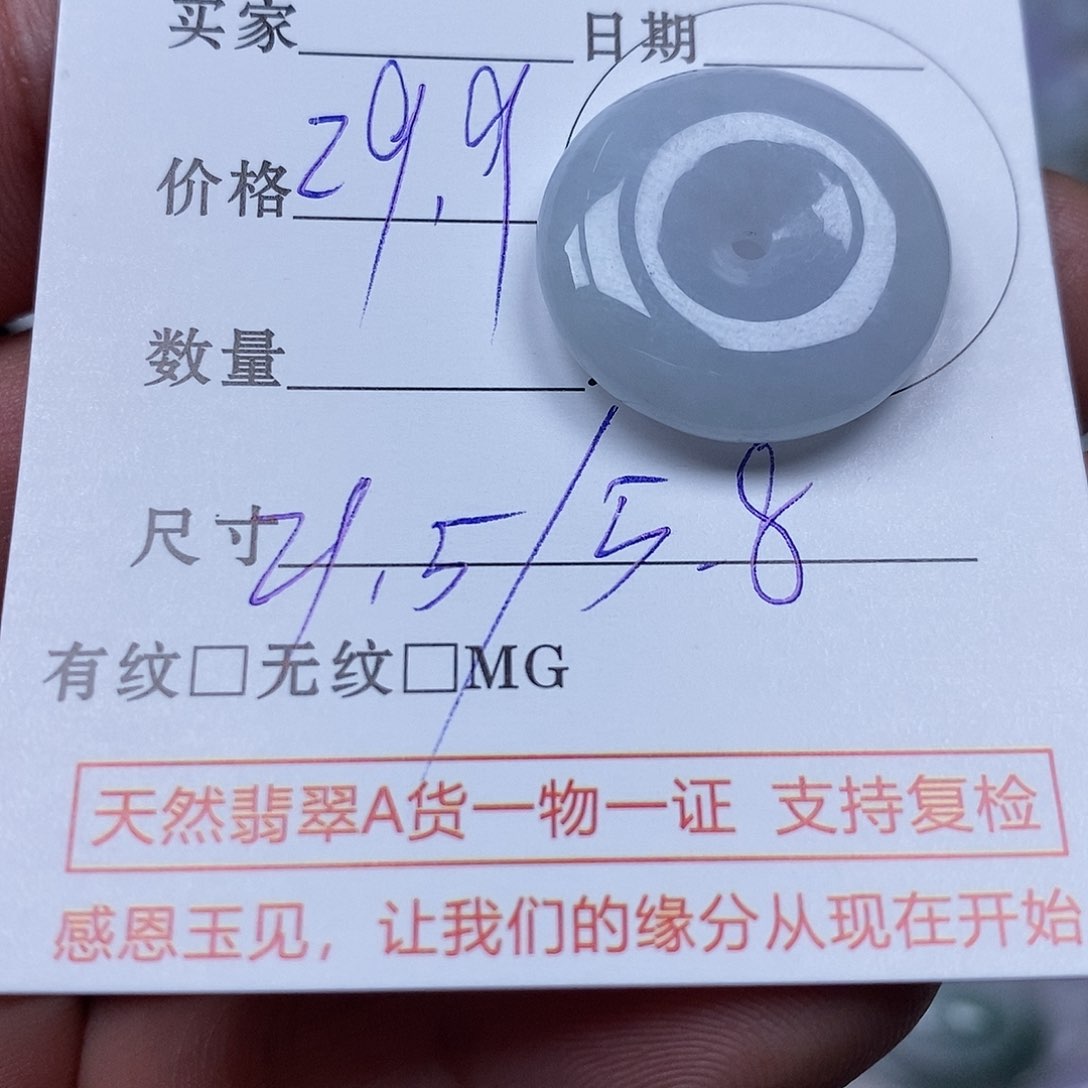 买家 日期
价格 29.9
数量
尺寸 21.5/5.8
有纹□无纹□MG
天然翡翠A货一物一证 支持复检
感恩玉见，让我们的缘分从现在开始